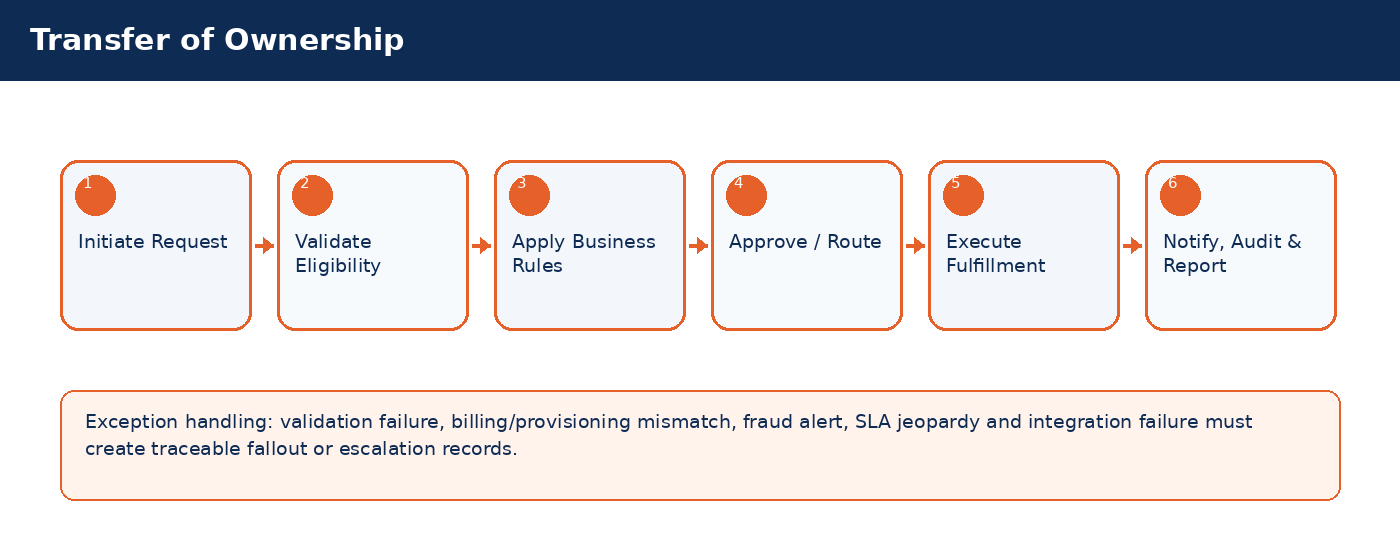 Transfer of Ownership
1
Initiate Request
2
Validate
Eligibility
3
Apply Business
Rules
4
Approve / Route
5
Execute
Fulfillment
6
Notify, Audit &
Report
Exception handling: validation failure, billing/provisioning mismatch, fraud alert, SLA jeopardy and integration failure must
create traceable fallout or escalation records.